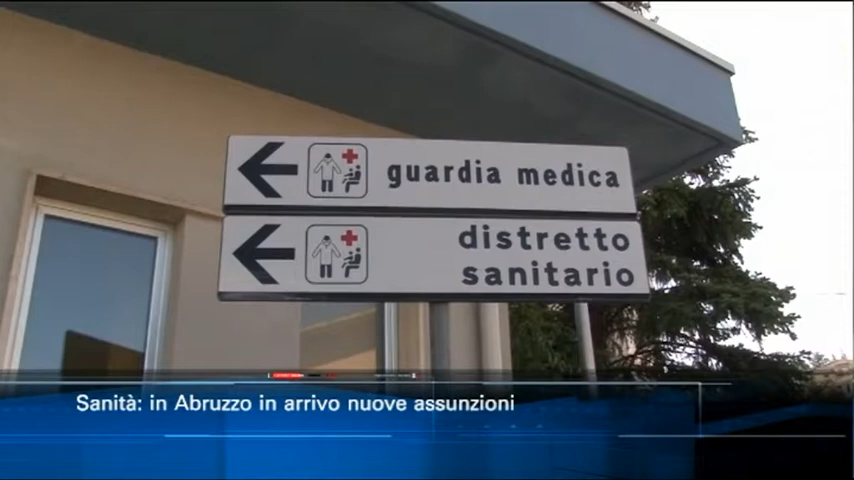 guardia medica
distretto
sanitario
Sanità: in Abruzzo in arrivo nuove assunzioni